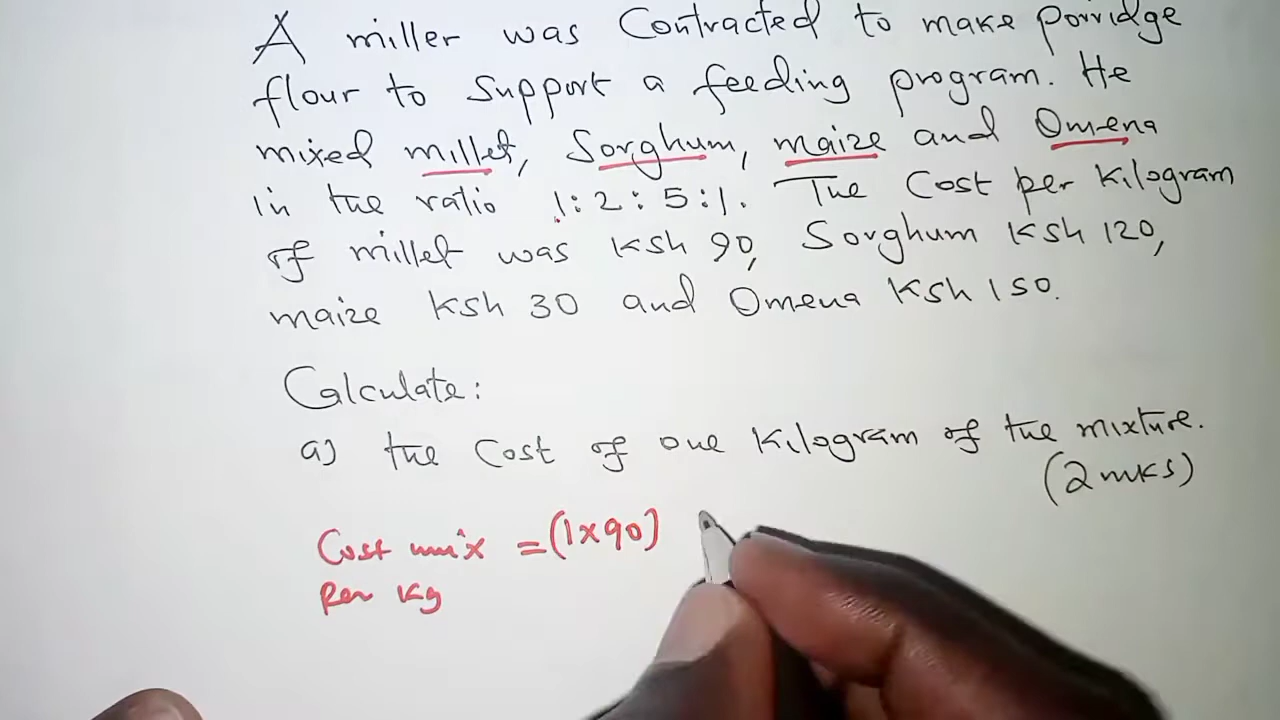 A miller was Contracted to make porridge
flour to support a feeding program. He
mixed millet, Sorghum, maize and Omena
in the ratio 1:2:5:1. The Cost per kilogram
of millet was Ksh 90, Sorghum Ksh 120,
maize Ksh 30 and Omena Ksh 150.
Calculate:
a) the Cost of one Kilogram of the mixture.
(2mks)
Cost mix = (1x90)
Per Kg